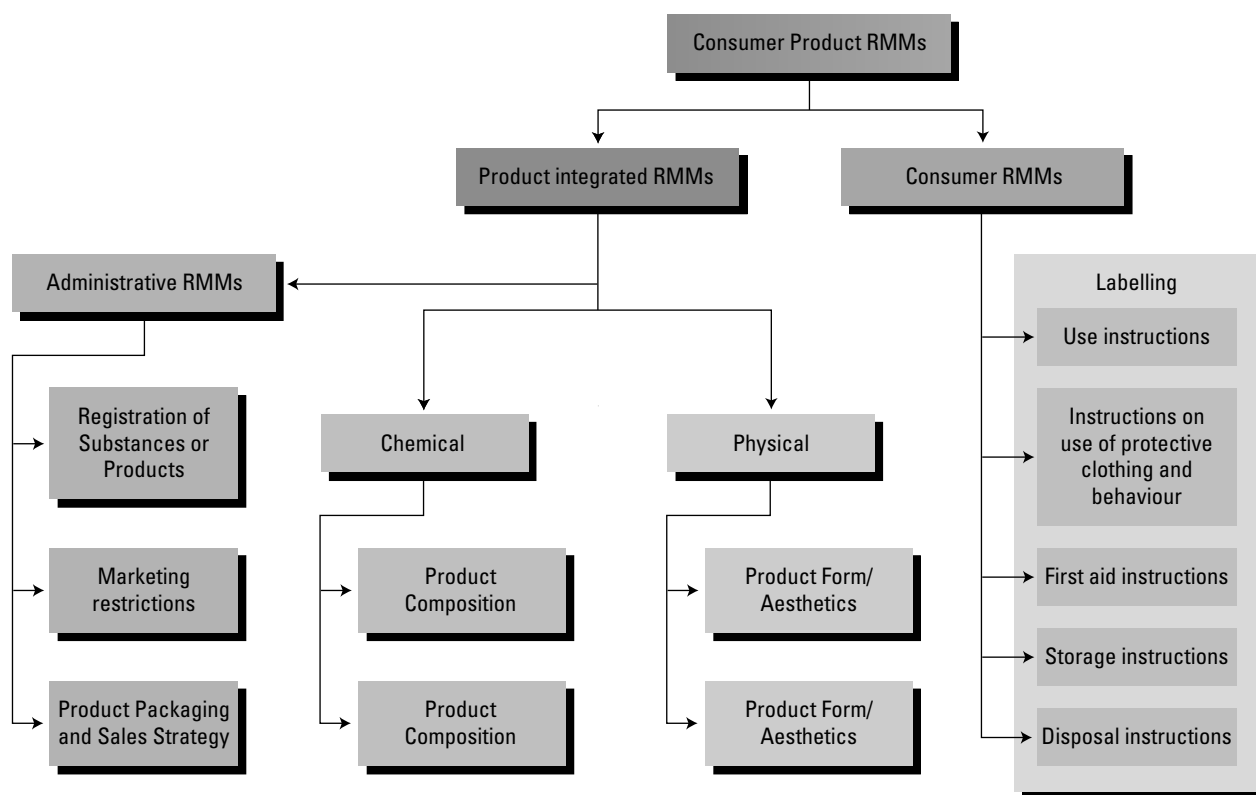 Consumer Product RMMs
Product integrated RMMs
Consumer RMMs
Administrative RMMs
Registration of
Substances or
Products
Marketing
restrictions
Product Packaging
and Sales Strategy
Chemical
Product
Composition
Product
Composition
Physical
Product Form/
Aesthetics
Product Form/
Aesthetics
Labelling
Use instructions
Instructions on
use of protective
clothing and
behaviour
First aid instructions
Storage instructions
Disposal instructions